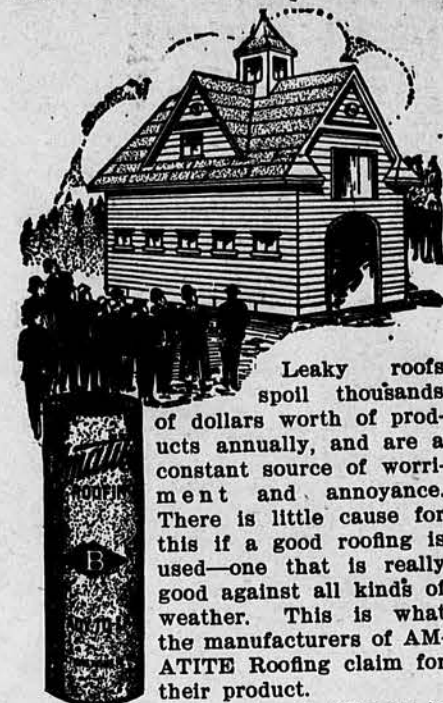 Leaky roofs
spoil thousands
of dollars worth of prod-
ucts annually, and are a
constant source of worri-
ment and annoyance.
There is little cause for
this if a good roofing is
used—one that is really
good against all kinds of
weather. This is what
the manufacturers of AM-
ATITE Roofing claim for
their product.
B